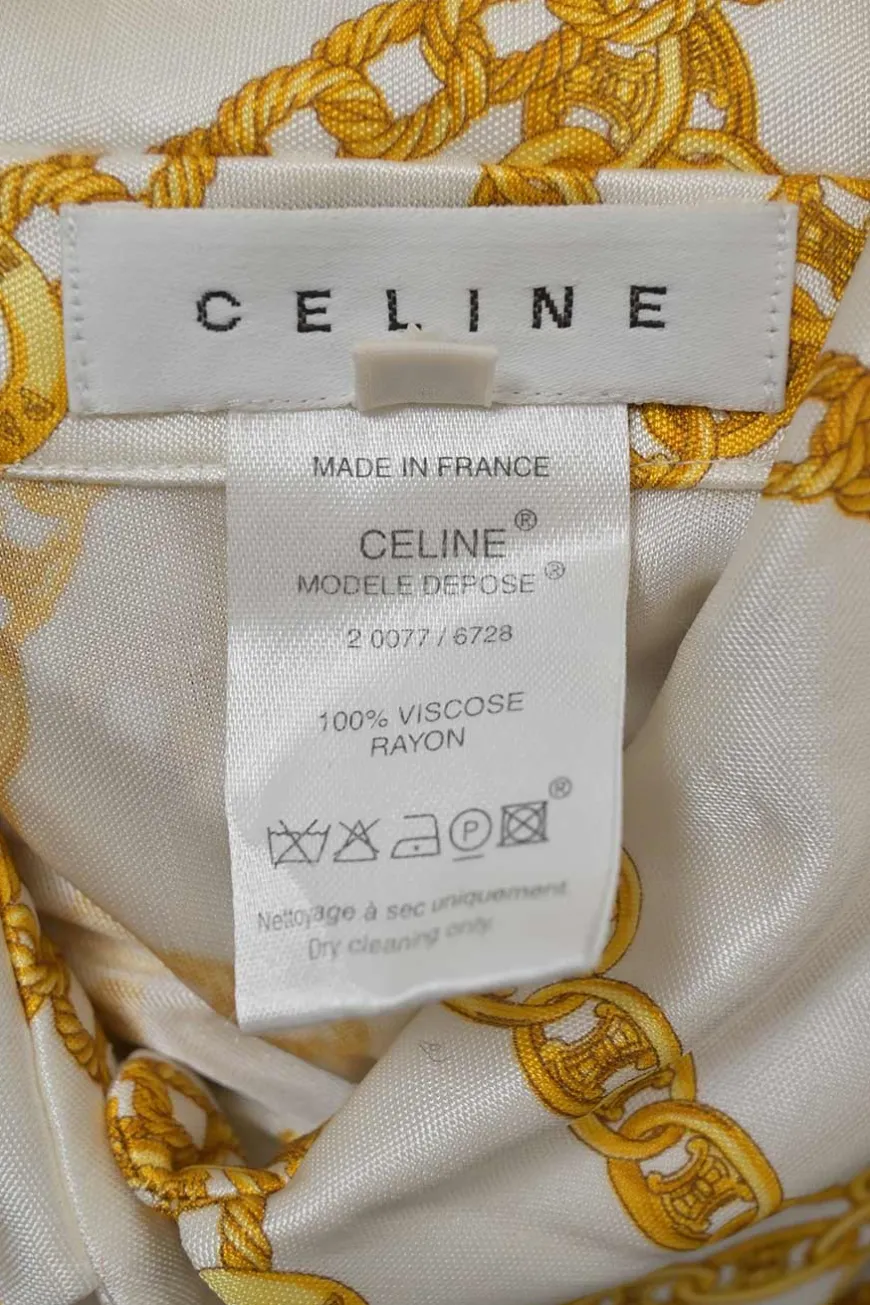 CELINE
MADE IN FRANCE
CELINE®
MODELE DEPOSE®
2 0077 / 6728
100% VISCOSE
RAYON
P
®
Nettoyage à sec uniquement
Dry cleaning only.